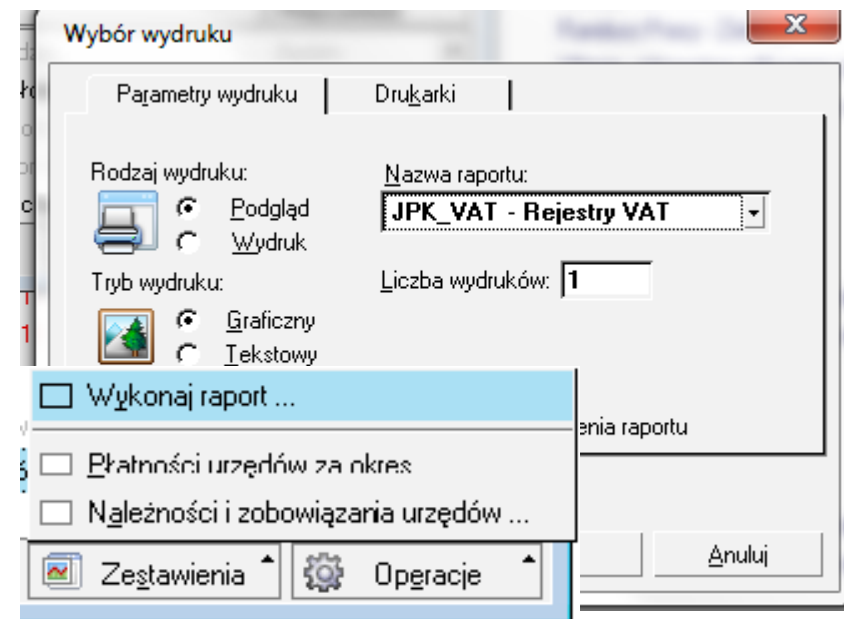 Wybór wydruku
Parametry wydruku
Drukarki
Rodzaj wydruku:
Podgląd
Wydruk
Nazwa raportu:
JPK_VAT - Rejestry VAT
Liczba wydruków: 1
Tryb wydruku:
Graficzny
Tekstowy
Wykonaj raport ...
enia raportu
Płatności urzędów za okres
Należności i zobowiązania urzędów ...
Zestawienia
Operacje
Anuluj